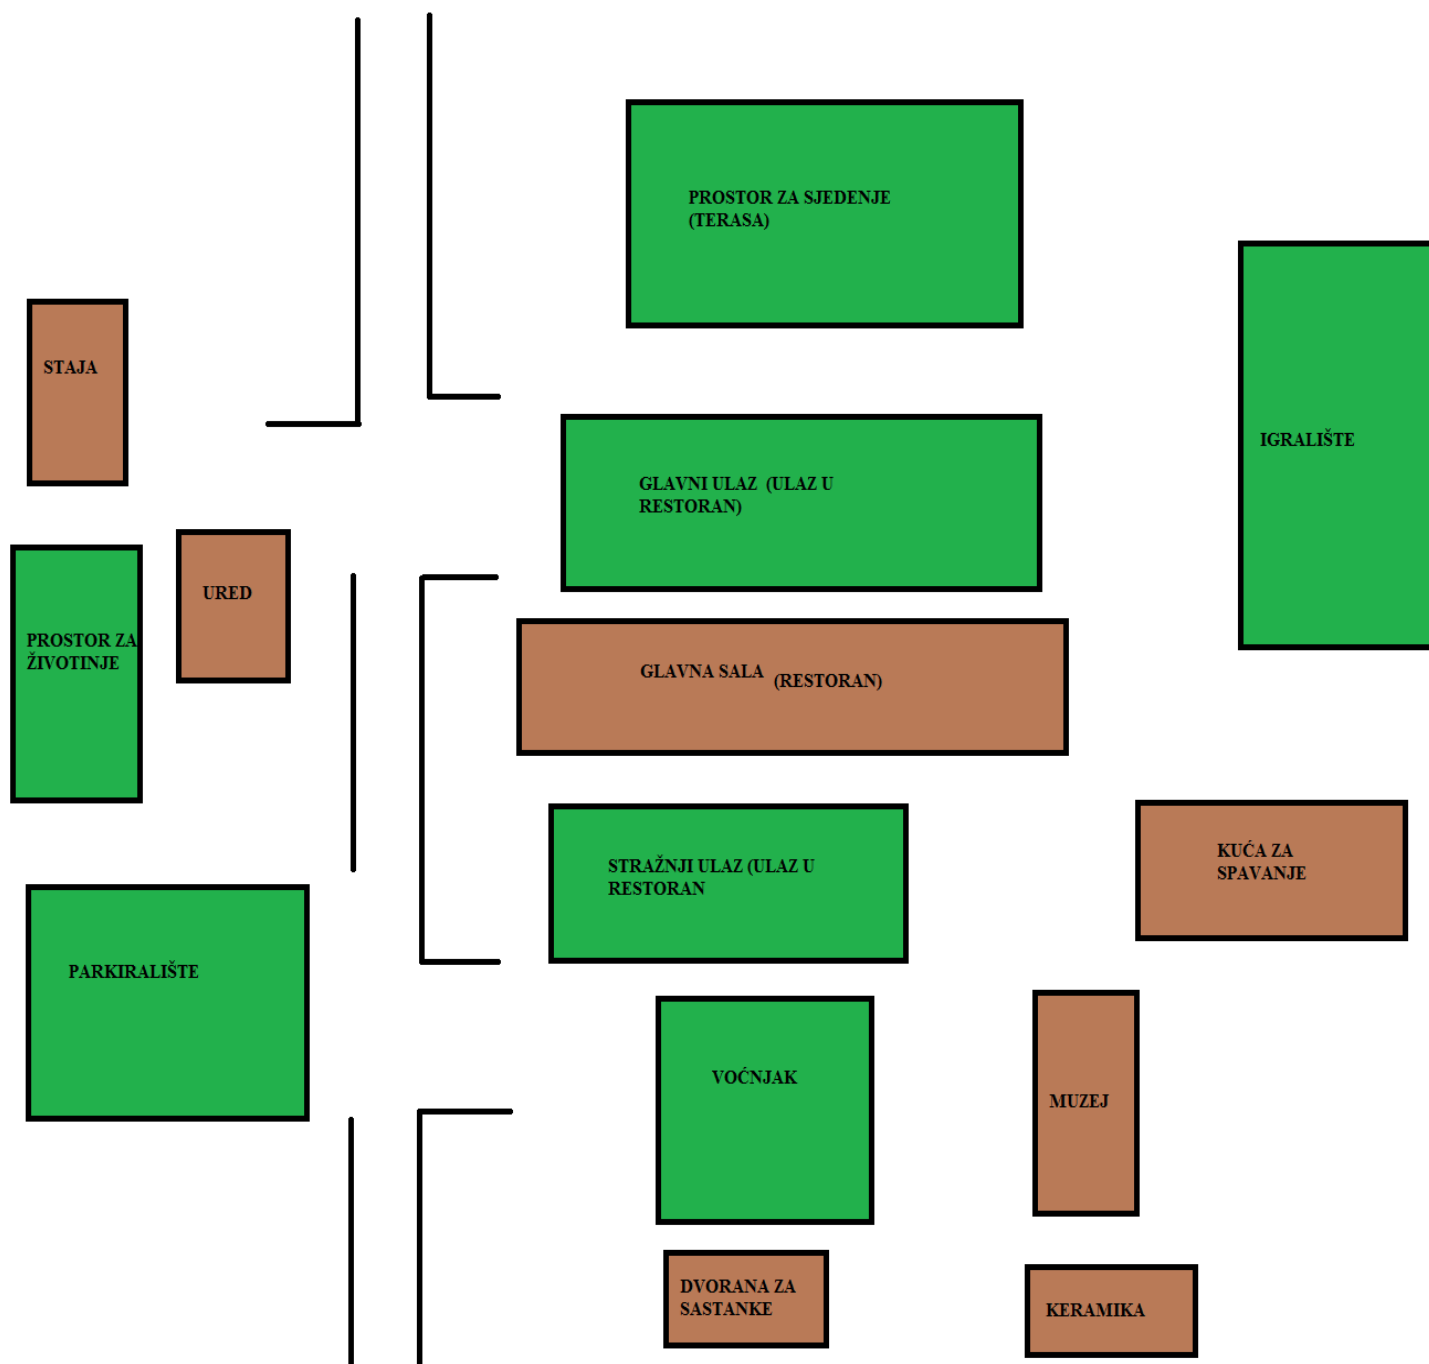 PROSTOR ZA SJEDENJE
(TERASA)
STAJA
IGRALIŠTE
GLAVNI ULAZ (ULAZ U
RESTORAN)
URED
PROSTOR ZA
ŽIVOTINJE
GLAVNA SALA (RESTORAN)
STRAŽNJI ULAZ (ULAZ U
RESTORAN
KUĆA ZA
SPAVANJE
PARKIRALIŠTE
VOĆNJAK
MUZEJ
DVORANA ZA
SASTANKE
KERAMIKA